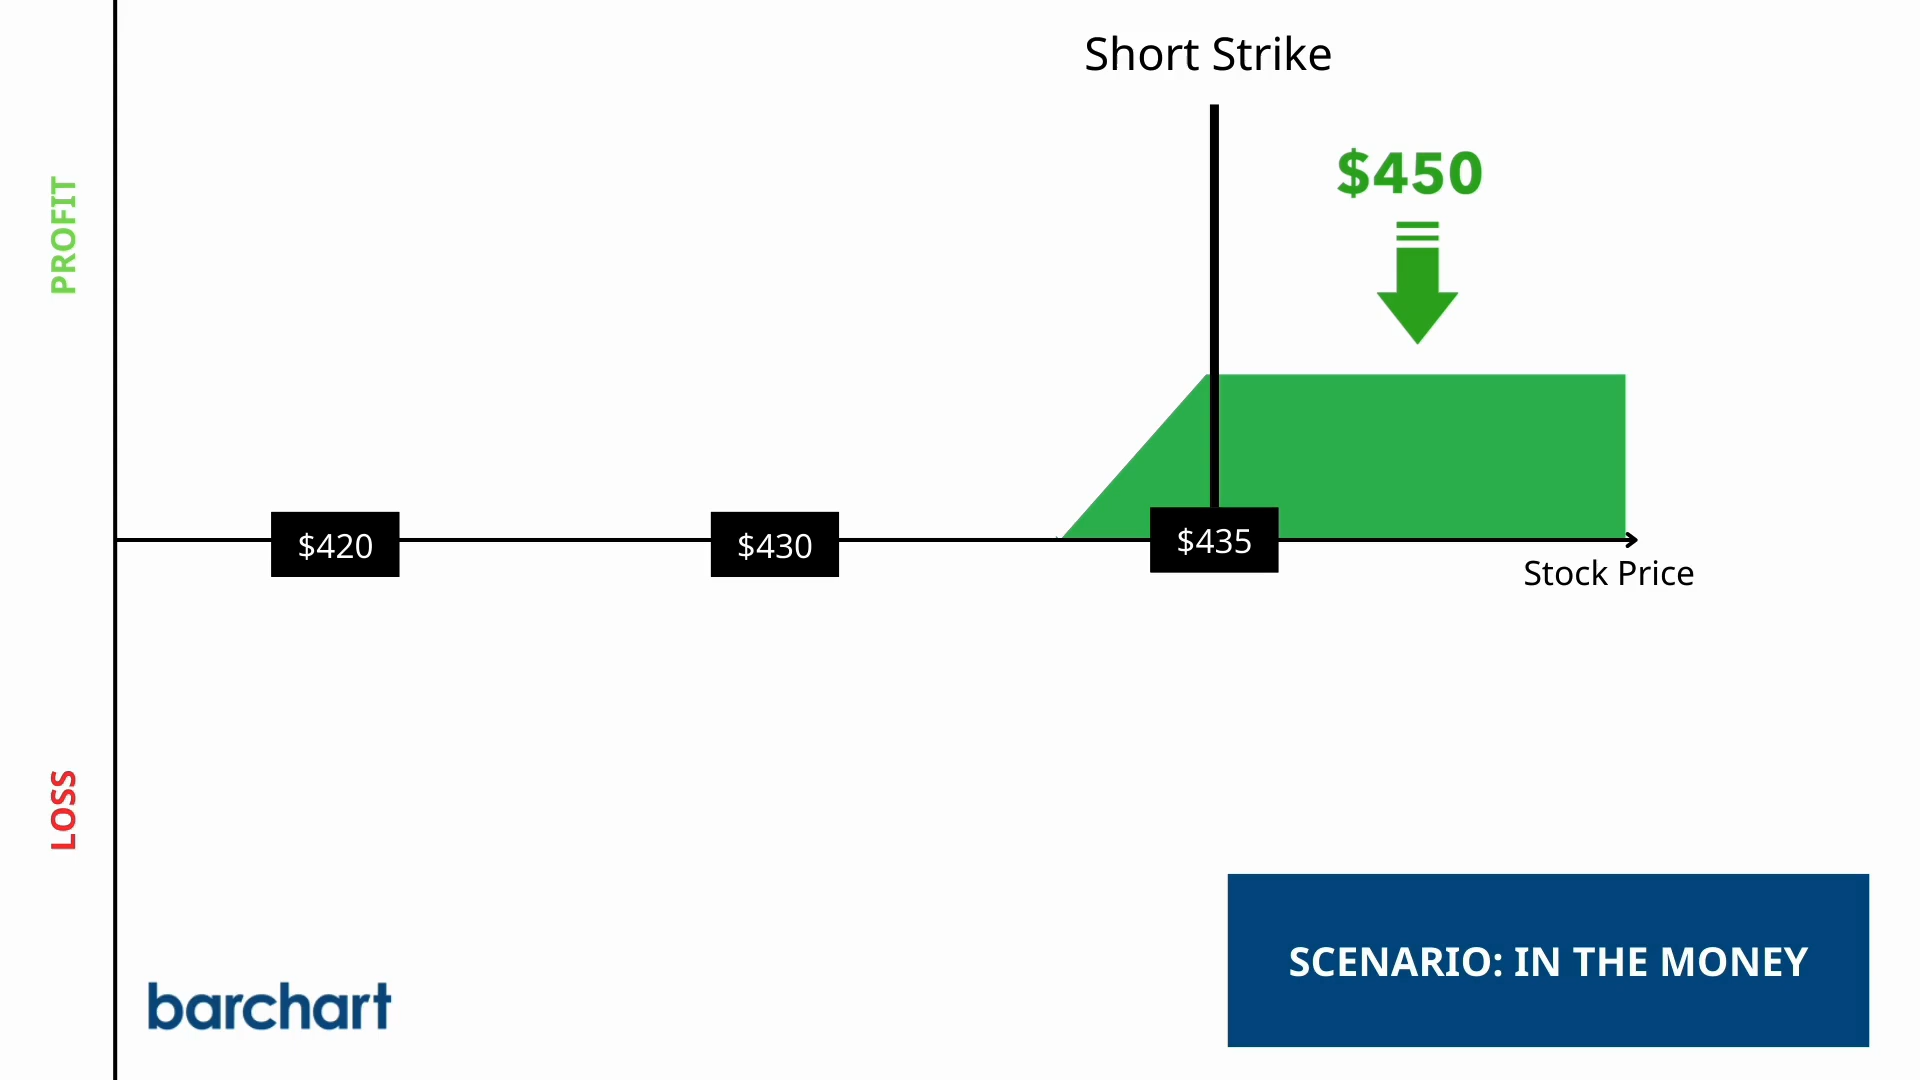 Short Strike
$450
PROFIT
$420
$430
$435
Stock Price
LOSS
SCENARIO: IN THE MONEY
barchart